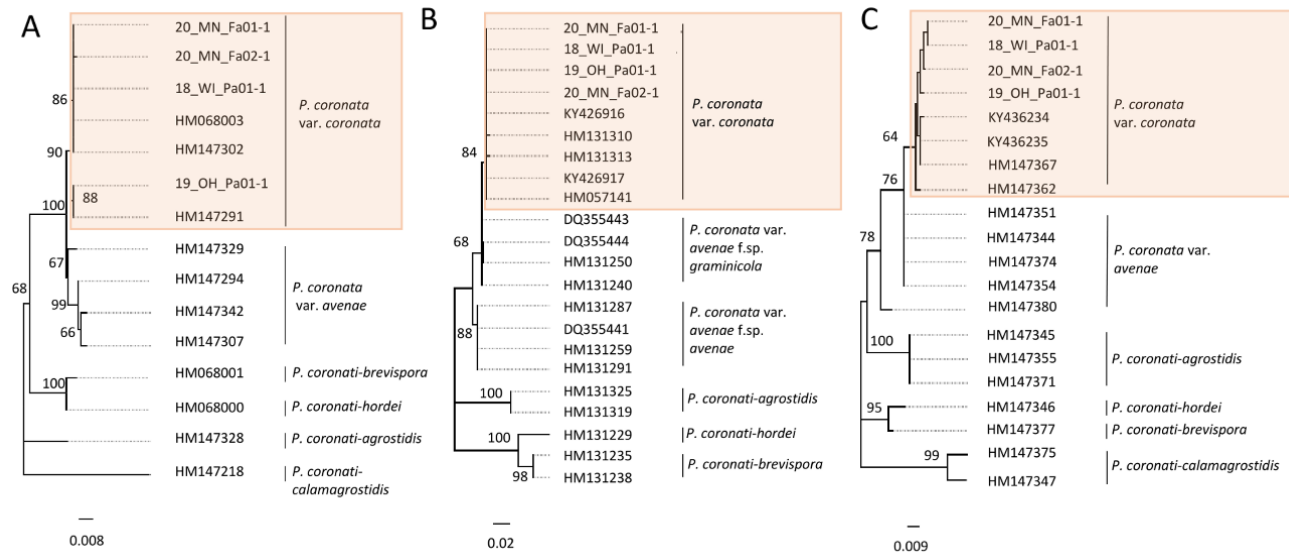 A
20_MN_Fa01-1
20_MN_Fa02-1
18_WI_Pa01-1
HM068003
HM147302
19_OH_Pa01-1
HM147291
HM147329
HM147294
HM147342
HM147307
HM068001
HM068000
HM147328
HM147218
P. coronata
var. coronata
P. coronata
var. avenae
P. coronati-brevispora
P. coronati-hordei
P. coronati-agrostidis
P. coronati-
calamagrostidis
86
90
88
100
67
68
99
66
100
0.008
B
20_MN_Fa01-1
18_WI_Pa01-1
19_OH_Pa01-1
20_MN_Fa02-1
KY426916
HM131310
HM131313
KY426917
HM057141
DQ355443
DQ355444
HM131250
HM131240
HM131287
DQ355441
HM131259
HM131291
HM131325
HM131319
HM131229
HM131235
HM131238
P. coronata
var. coronata
P. coronata var.
avenae f.sp.
graminicola
P. coronata var.
avenae f.sp.
avenae
P. coronati-agrostidis
P. coronati-hordei
P. coronati-brevispora
84
68
88
100
100
98
0.02
C
20_MN_Fa01-1
18_WI_Pa01-1
20_MN_Fa02-1
19_OH_Pa01-1
KY436234
KY436235
HM147367
HM147362
HM147351
HM147344
HM147374
HM147354
HM147380
HM147345
HM147355
HM147371
HM147346
HM147377
HM147375
HM147347
P. coronata
var. coronata
P. coronata var.
avenae
P. coronati-agrostidis
P. coronati-hordei
P. coronati-brevispora
P. coronati-calamagrostidis
64
76
78
100
95
99
0.009